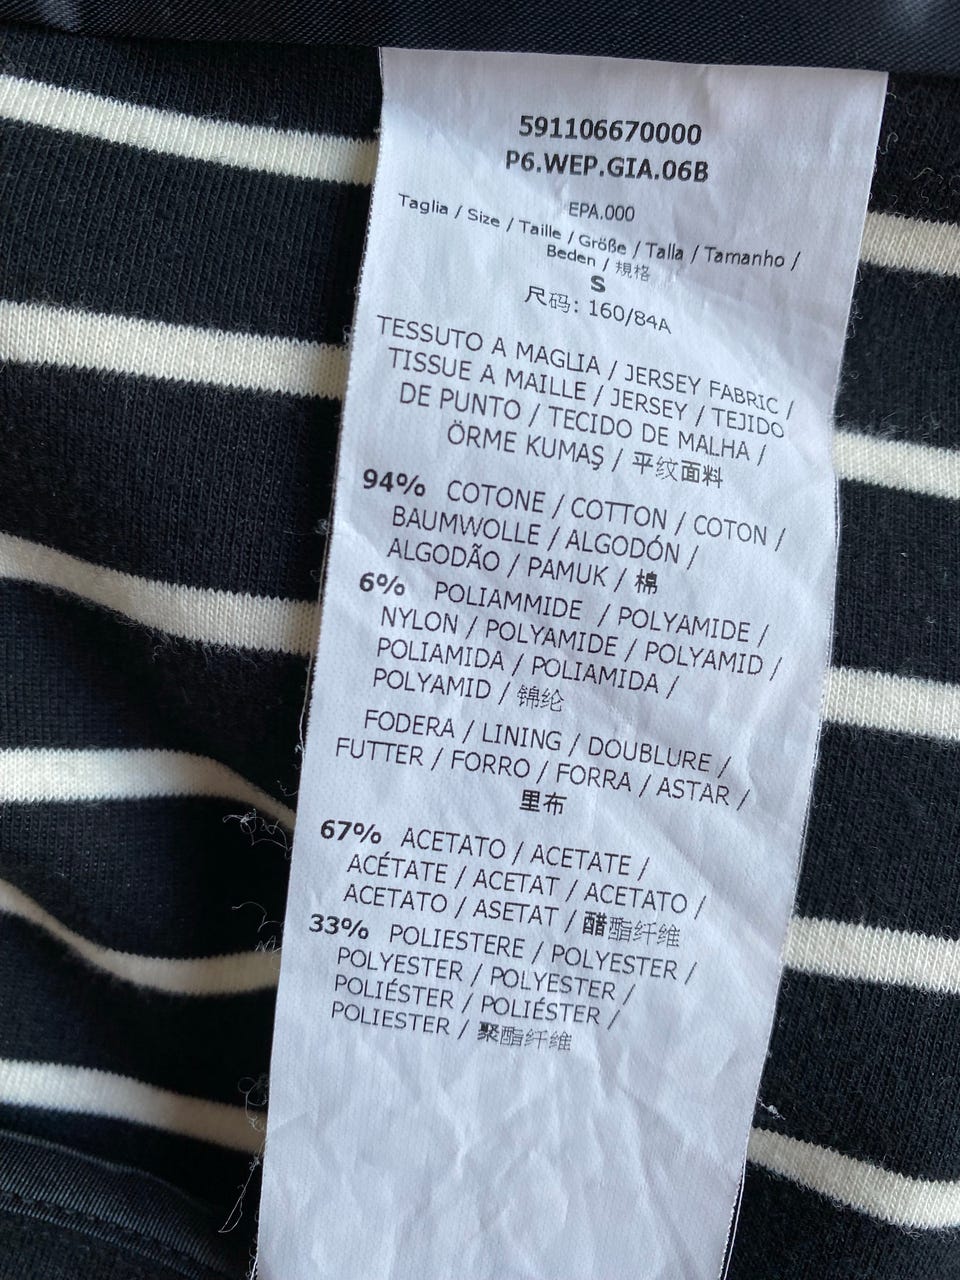 591106670000
P6.WEP.GIA.06B
EPA.000
Taglia / Size / Taille / Größe / Talla / Tamanho /
Beden / 規格
S
尺码: 160/84A
TESSUTO A MAGLIA / JERSEY FABRIC /
TISSUE A MAILLE / JERSEY / TEJIDO
DE PUNTO / TECIDO DE MALHA /
ÖRME KUMAŞ / 平纹面料
94% COTONE / COTTON / COTON /
BAUMWOLLE / ALGODÓN /
ALGODÃO / PAMUK / 棉
6% POLIAMMIDE / POLYAMIDE /
NYLON / POLYAMIDE / POLYAMID /
POLIAMIDA / POLIAMIDA /
POLYAMID / 锦纶
FODERA / LINING / DOUBLURE /
FUTTER / FORRO / FORRA / ASTAR /
里布
67% ACETATO / ACETATE /
ACÉTATE / ACETAT / ACETATO /
ACETATO / ASETAT / 醋酯纤维
33% POLIESTERE / POLYESTER /
POLYESTER / POLYESTER /
POLIÉSTER / POLIÉSTER /
POLIESTER / 聚酯纤维